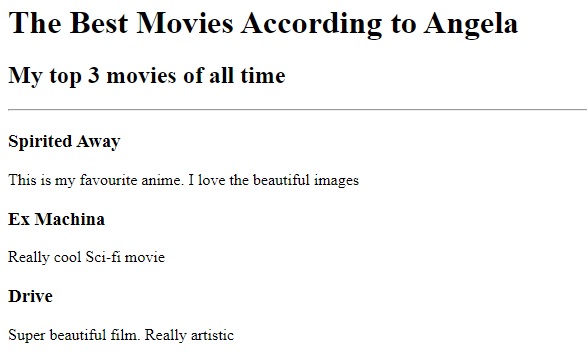 The Best Movies According to Angela
My top 3 movies of all time
Spirited Away
This is my favourite anime. I love the beautiful images
Ex Machina
Really cool Sci-fi movie
Drive
Super beautiful film. Really artistic